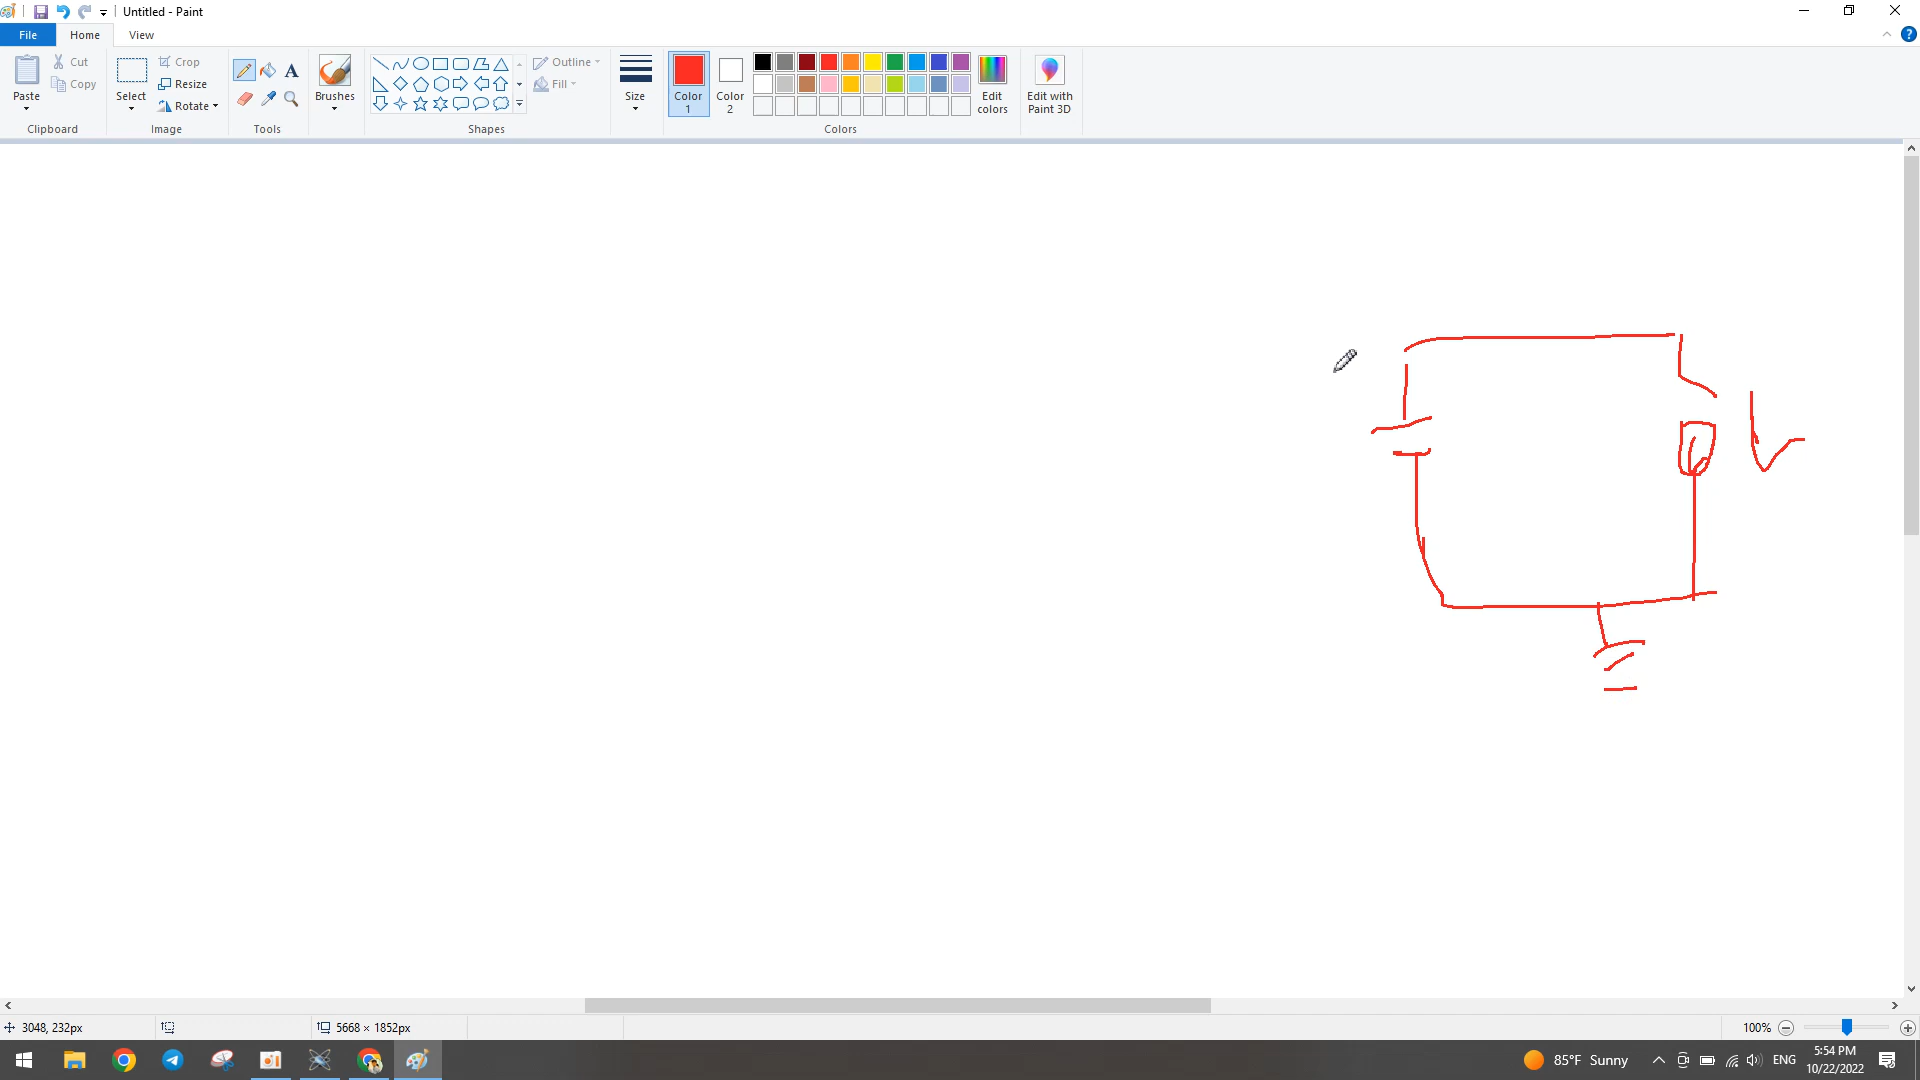 Untitled - Paint
File Home View
Cut Crop Outline
Paste Copy Select Resize Brushes Fill Size Color 1 Color 2 Edit colors Edit with Paint 3D
Rotate
Clipboard Image Tools Shapes Colors
3048, 232px 5668 × 1852px 100%
85°F Sunny ENG 5:54 PM
10/22/2022